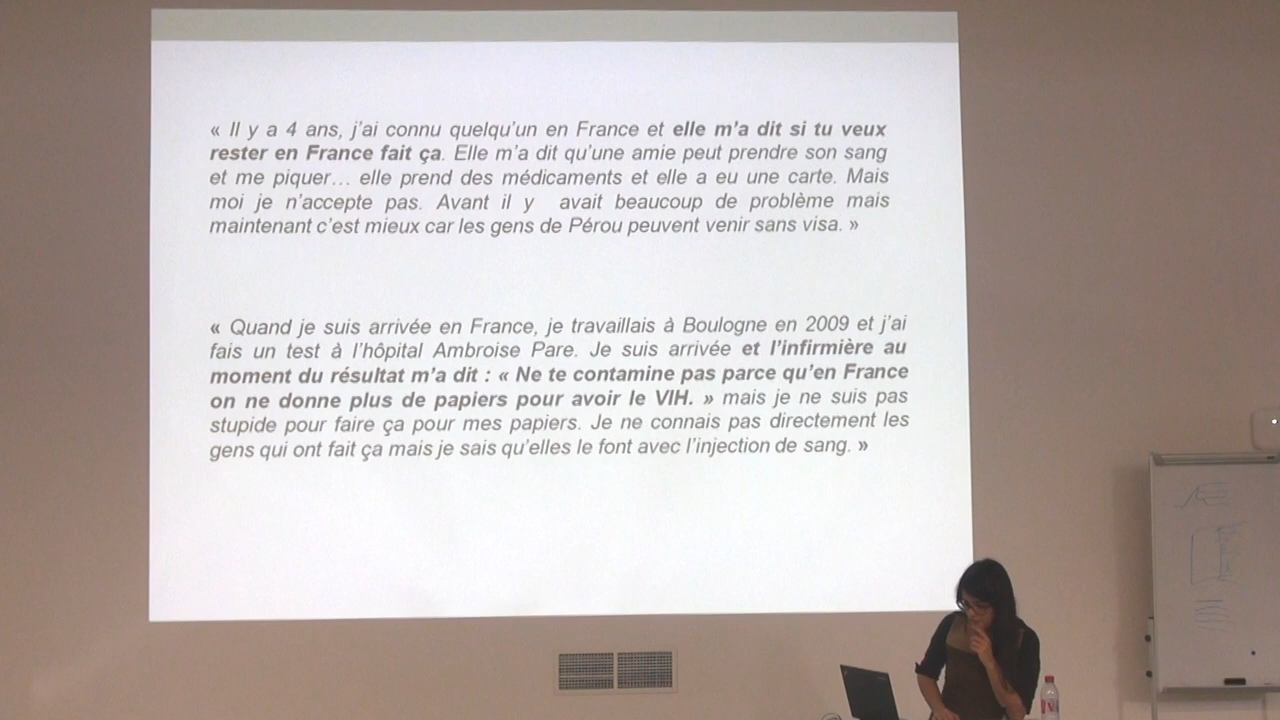 « Il y a 4 ans, j'ai connu quelqu'un en France et elle m'a dit si tu veux
rester en France fait ça. Elle m'a dit qu'une amie peut prendre son sang
et me piquer… elle prend des médicaments et elle a eu une carte. Mais
moi je n'accepte pas. Avant il y avait beaucoup de problème mais
maintenant c'est mieux car les gens de Pérou peuvent venir sans visa. »
« Quand je suis arrivée en France, je travaillais à Boulogne en 2009 et j'ai
fais un test à l'hôpital Ambroise Pare. Je suis arrivée et l'infirmière au
moment du résultat m'a dit : « Ne te contamine pas parce qu'en France
on ne donne plus de papiers pour avoir le VIH. » mais je ne suis pas
stupide pour faire ça pour mes papiers. Je ne connais pas directement les
gens qui ont fait ça mais je sais qu'elles le font avec l'injection de sang. »